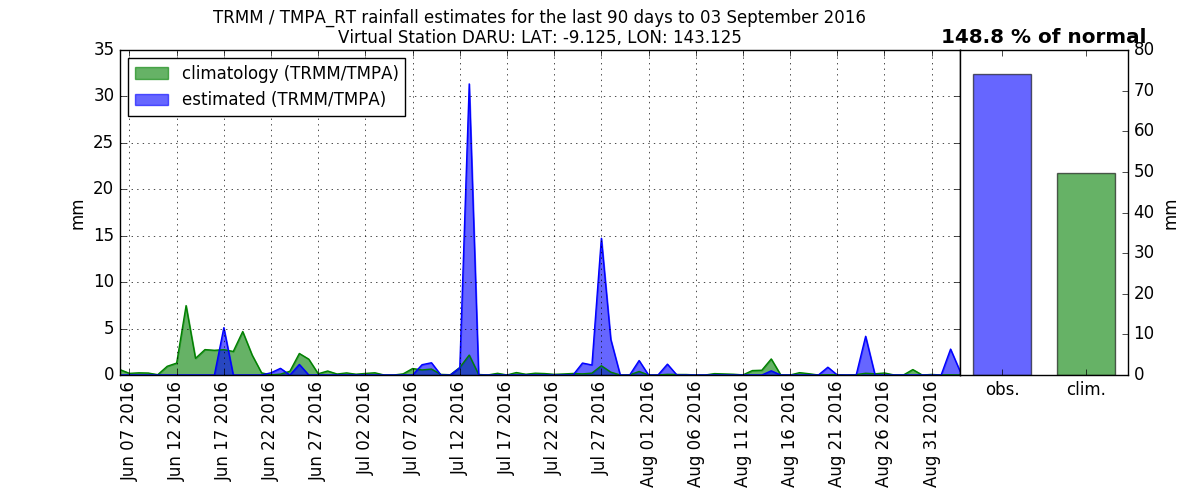 TRMM / TMPA_RT rainfall estimates for the last 90 days to 03 September 2016
Virtual Station DARU: LAT: -9.125, LON: 143.125
148.8 % of normal
climatology (TRMM/TMPA)
estimated (TRMM/TMPA)
mm
35
30
25
20
15
10
5
0
Jun 07 2016
Jun 12 2016
Jun 17 2016
Jun 22 2016
Jun 27 2016
Jul 02 2016
Jul 07 2016
Jul 12 2016
Jul 17 2016
Jul 22 2016
Jul 27 2016
Aug 01 2016
Aug 06 2016
Aug 11 2016
Aug 16 2016
Aug 21 2016
Aug 26 2016
Aug 31 2016
obs.
clim.
80
70
60
50
40
30
20
10
0
mm